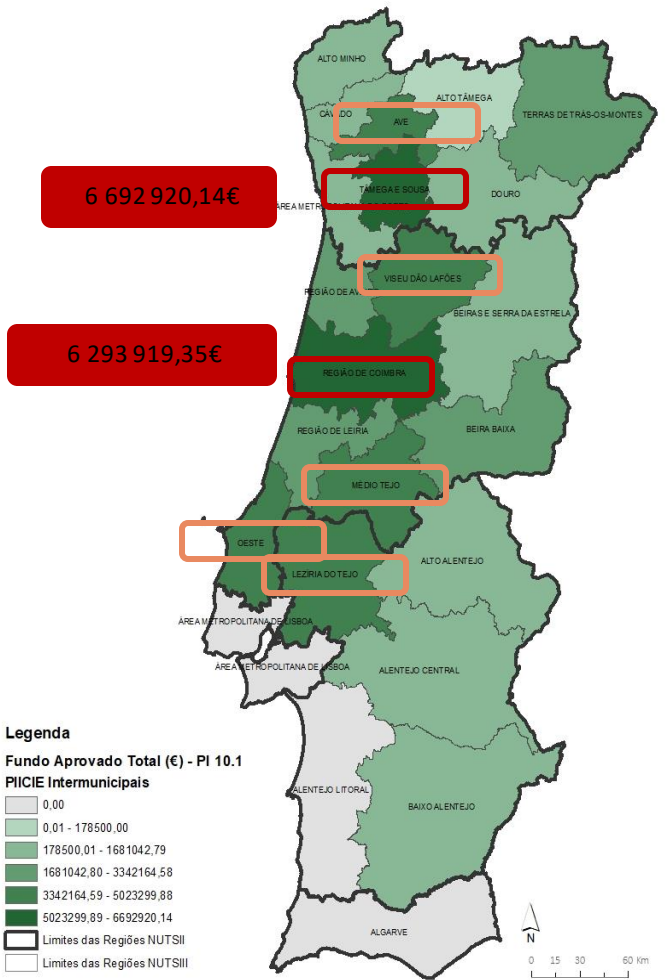 ALTO MINHO
ALTO TÂMEGA
TERRAS DE TRÁS-OS-MONTES
CÁVADO
AVE
6 692 920,14€
TÂMEGA E SOUSA
DOURO
ÁREA METR
VISEU DÃO LAFÕES
REGIÃO DE AV
BEIRAS E SERRA DA ESTRELA
6 293 919,35€
REGIÃO DE COIMBRA
REGIÃO DE LEIRIA
BEIRA BAIXA
MÉDIO TEJO
OESTE
ALTO ALENTEJO
LEZÍRIA DO TEJO
ÁREA METROPOLITANA DE LISBOA
ÁREA METROPOLITANA DE LISBOA
ALENTEJO CENTRAL
ALENTEJO LITORAL
BAIXO ALENTEJO
ALGARVE
Legenda
Fundo Aprovado Total (€) - PI 10.1
PIICIE Intermunicipais
0,00
0,01 - 178500,00
178500,01 - 1681042,79
1681042,80 - 3342164,58
3342164,59 - 5023299,88
5023299,89 - 6692920,14
Limites das Regiões NUTSII
Limites das Regiões NUTSIII
N
0 15 30 60 Km